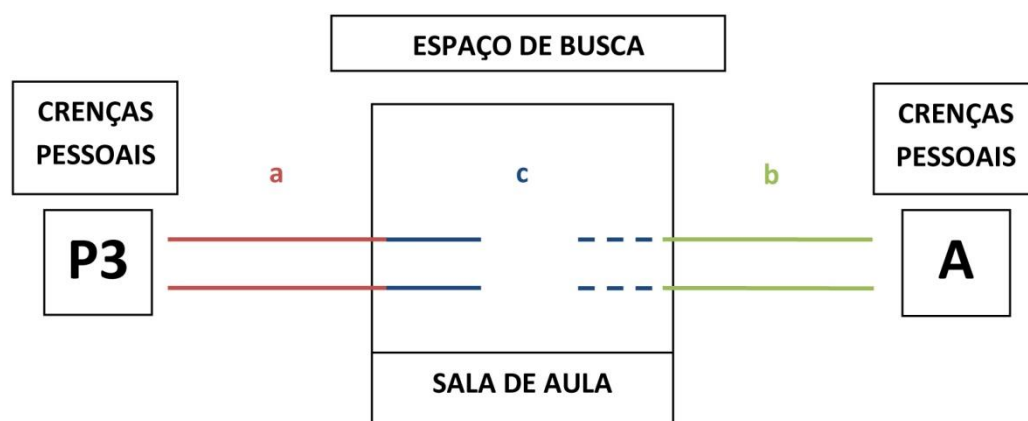 ESPAÇO DE BUSCA
CRENÇAS
PESSOAIS
CRENÇAS
PESSOAIS
a
c
b
P3
A
SALA DE AULA